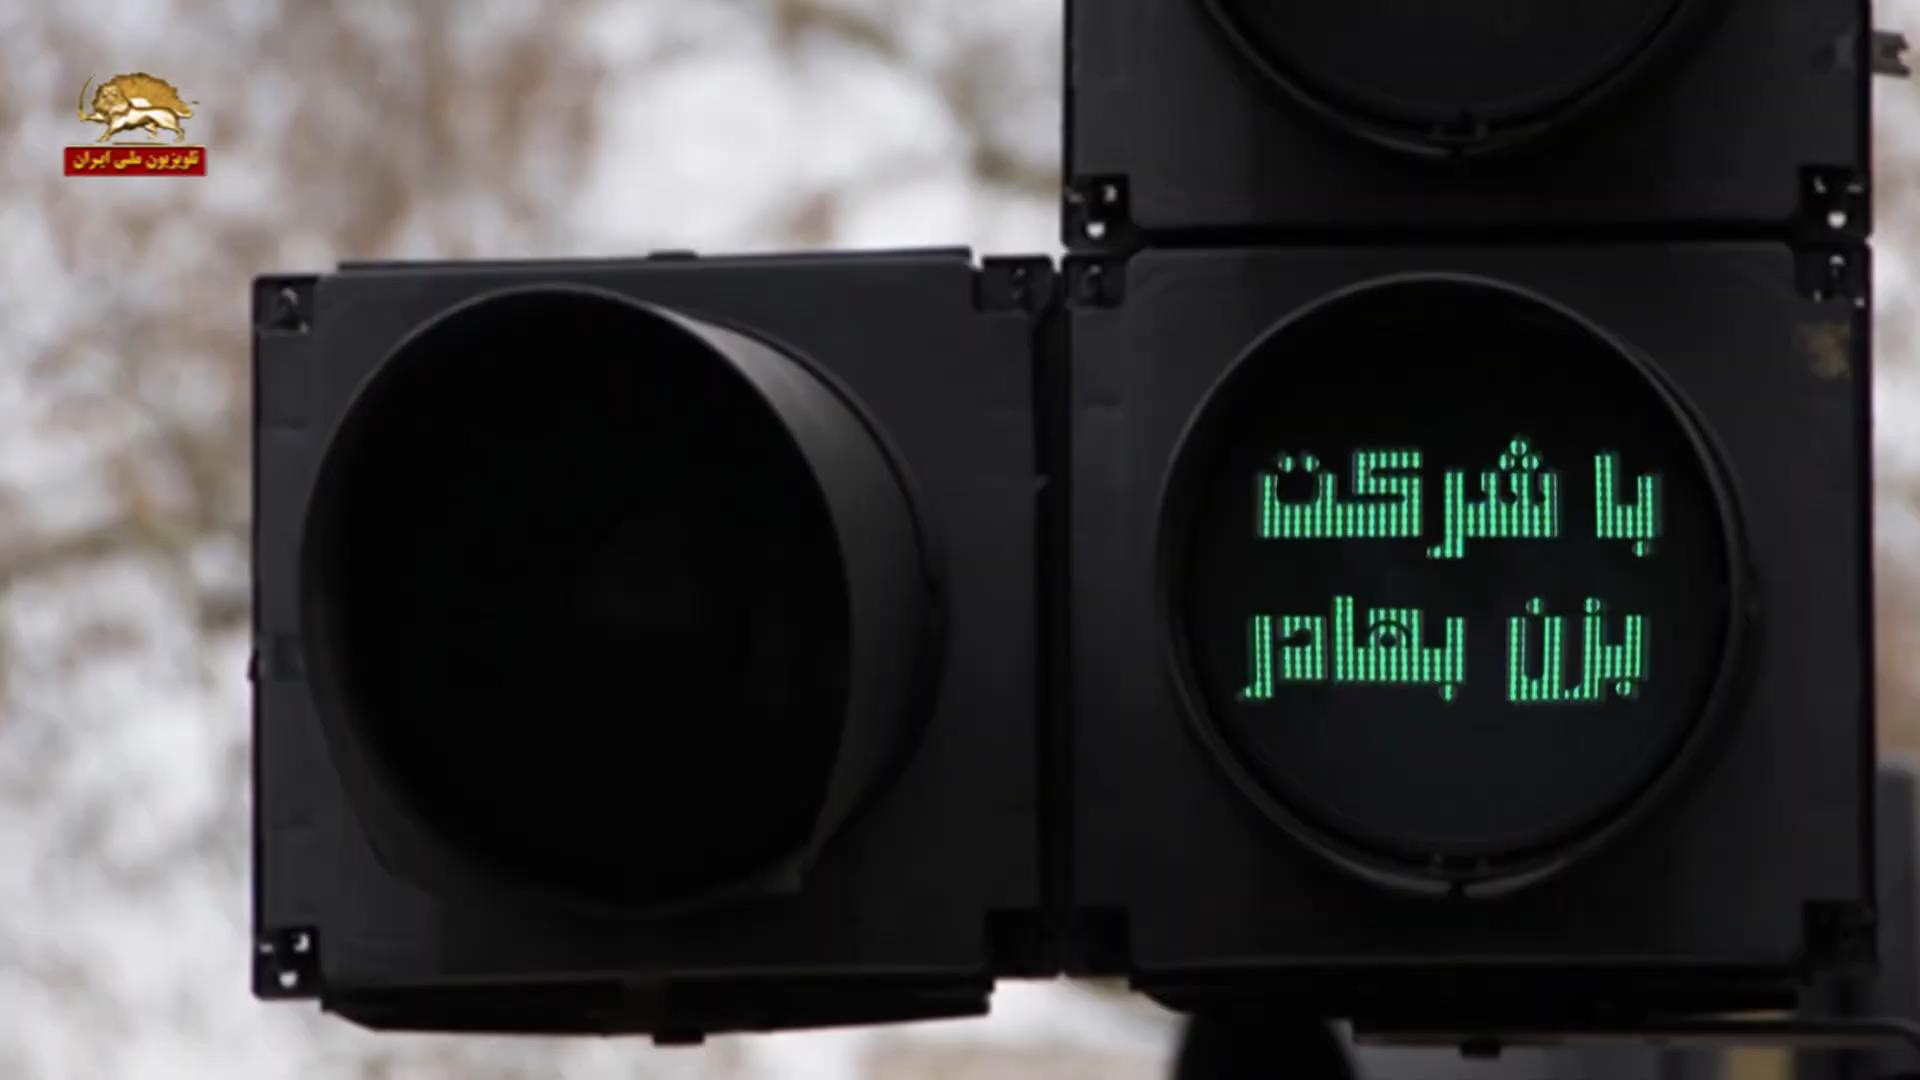 تلویزیون ملی ایران
با شرکت
بزن بهادر